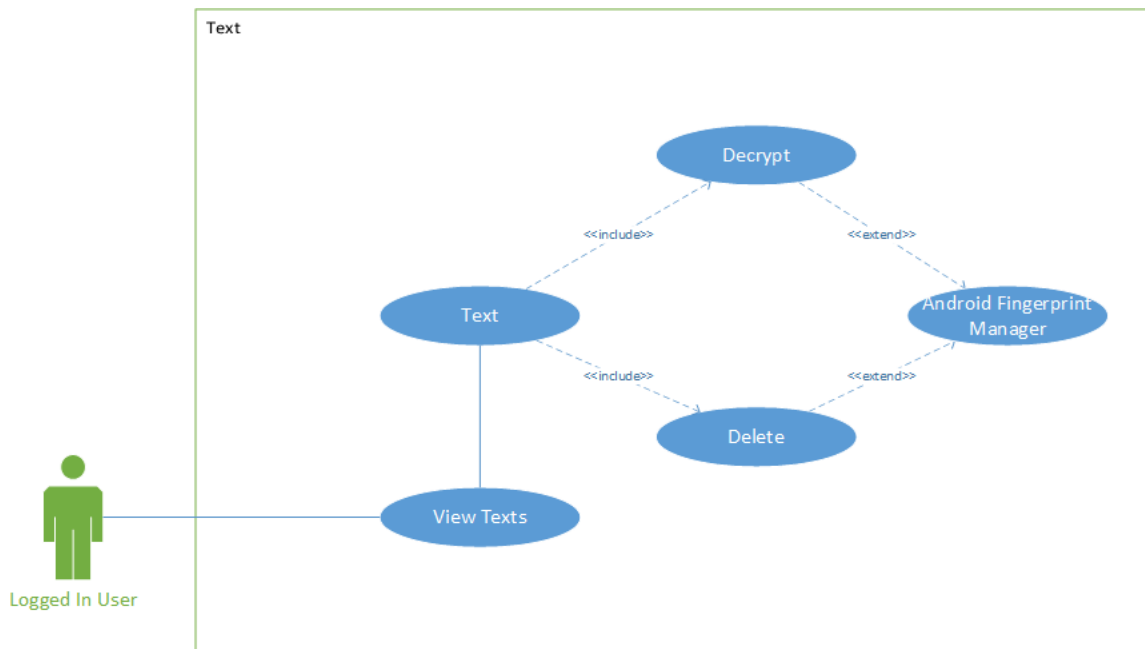 Text
Decrypt
<<include>>
<<extend>>
Text
Android Fingerprint
Manager
<<include>>
<<extend>>
Delete
View Texts
Logged In User